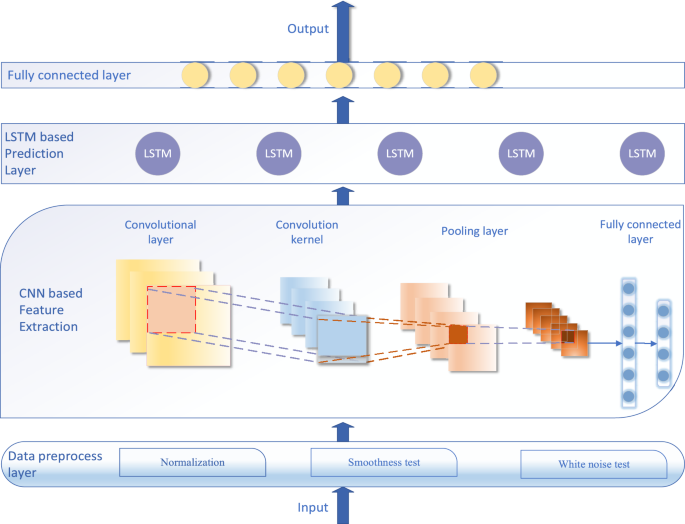 Output
Fully connected layer
LSTM based
Prediction
Layer
LSTM
LSTM
LSTM
LSTM
LSTM
Convolutional
layer
Convolution
kernel
Pooling layer
Fully connected
layer
CNN based
Feature
Extraction
Data preprocess
layer
Normalization
Smoothness test
White noise test
Input